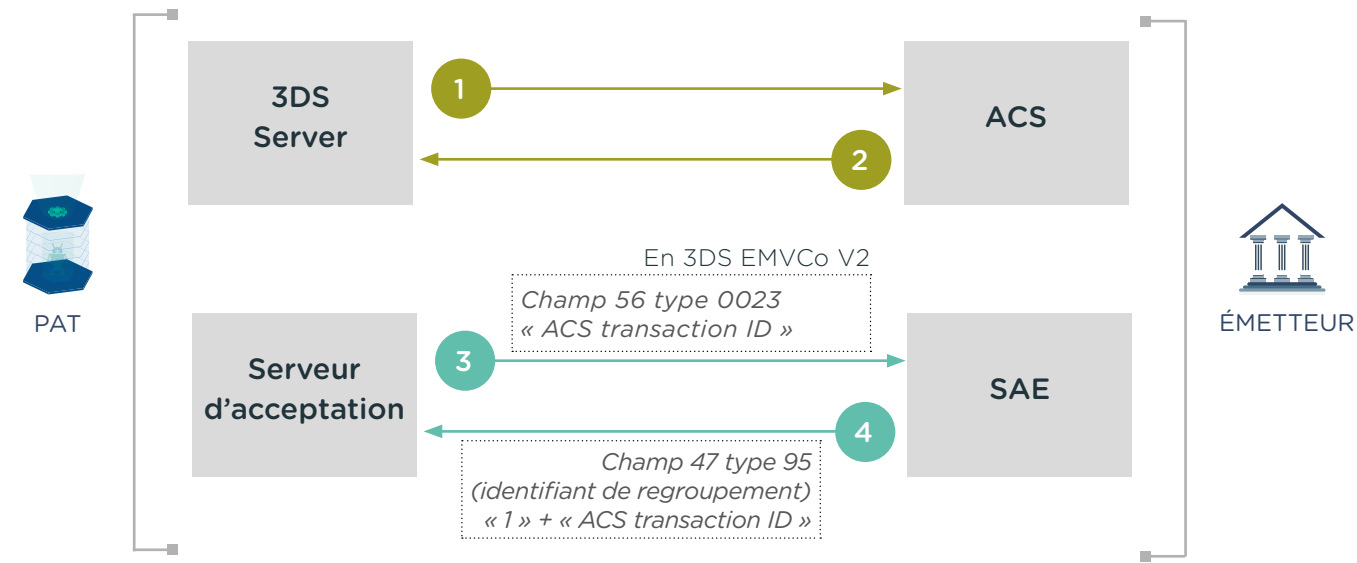 3DS
Server
1
ACS
2
PAT
ÉMETTEUR
En 3DS EMVCo V2
Champ 56 type 0023
« ACS transaction ID »
Serveur
d’acceptation
3
SAE
4
Champ 47 type 95
(identifiant de regroupement)
« 1 » + « ACS transaction ID »